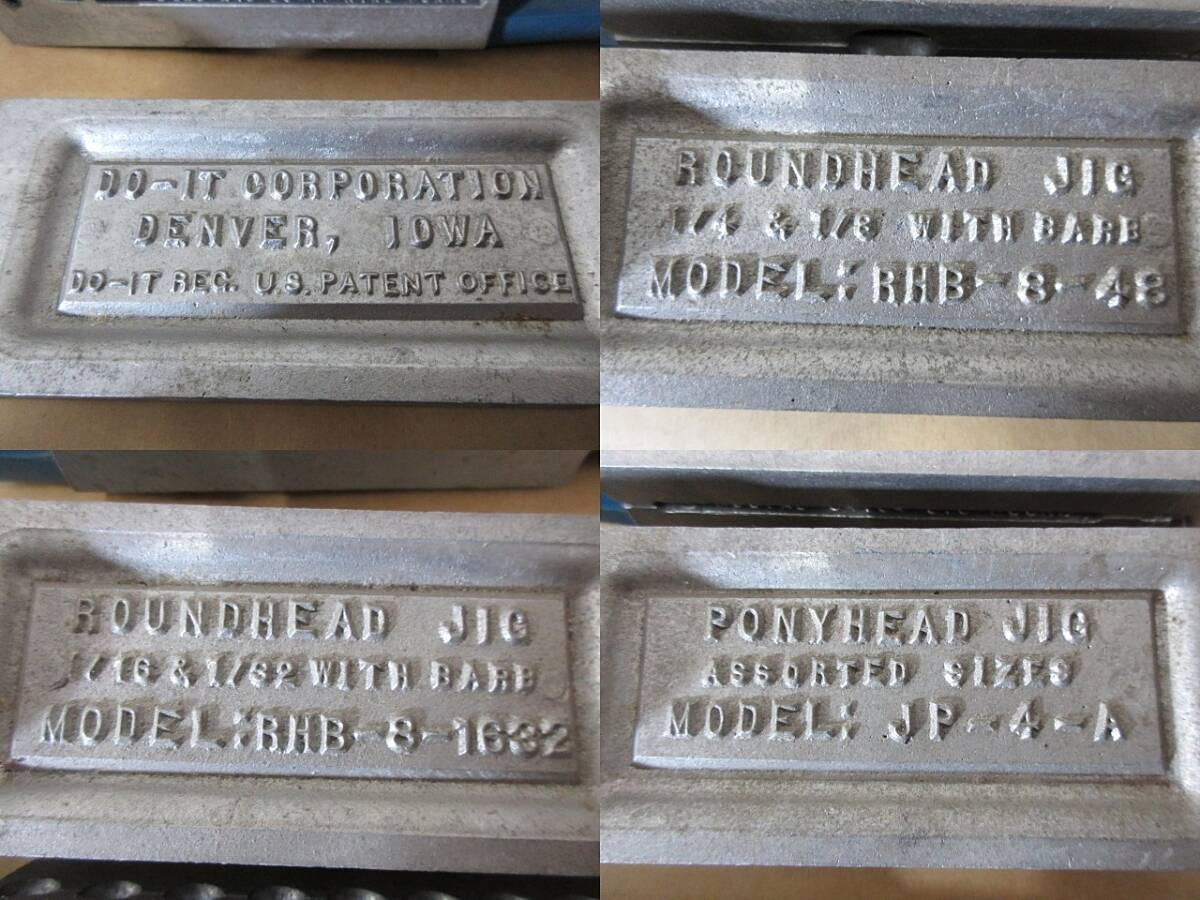 DO-IT CORPORATION
DENVER, IOWA
DO-IT REG. U.S. PATENT OFFICE
ROUNDHEAD JIG
1/4 & 1/8 WITH BARB
MODEL: RHB-8-48
ROUNDHEAD JIG
1/16 & 1/32 WITH BARB
MODEL: RHB-8-1632
PONYHEAD JIG
ASSORTED SIZES
MODEL: JP-4-A